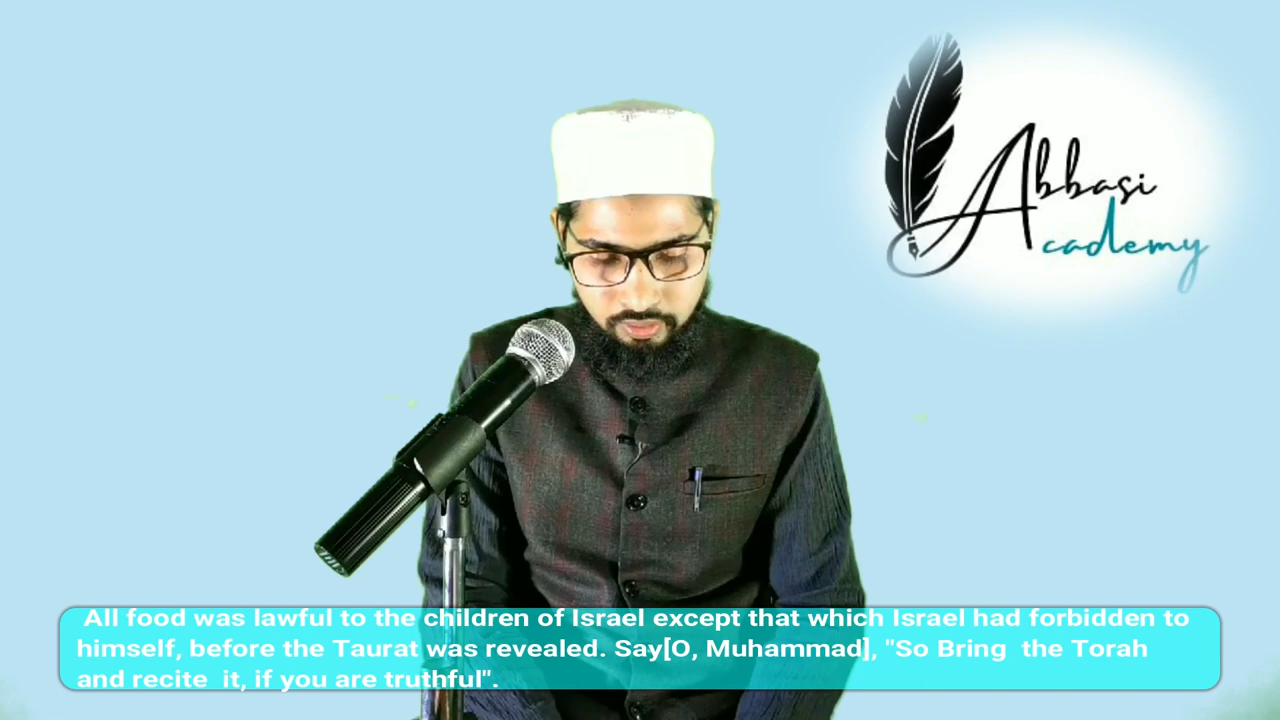 Abbasi
Academy
All food was lawful to the children of Israel except that which Israel had forbidden to
himself, before the Taurat was revealed. Say[O, Muhammad], "So Bring  the Torah
and recite  it, if you are truthful".